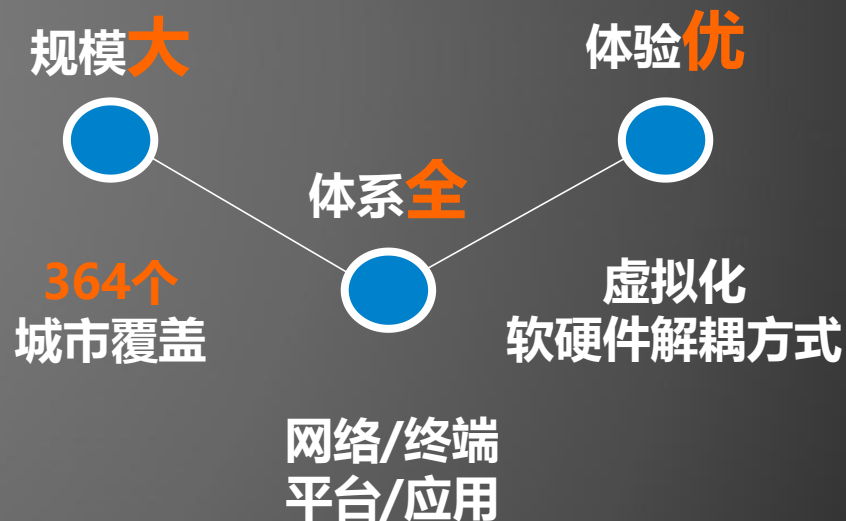 规模大
364个
城市覆盖
体系全
网络/终端
平台/应用
体验优
虚拟化
软硬件解耦方式